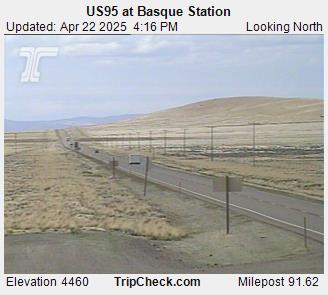 US95 at Basque Station
Updated: Apr 22 2025 4:16 PM Looking North
Elevation 4460 TripCheck.com Milepost 91.62